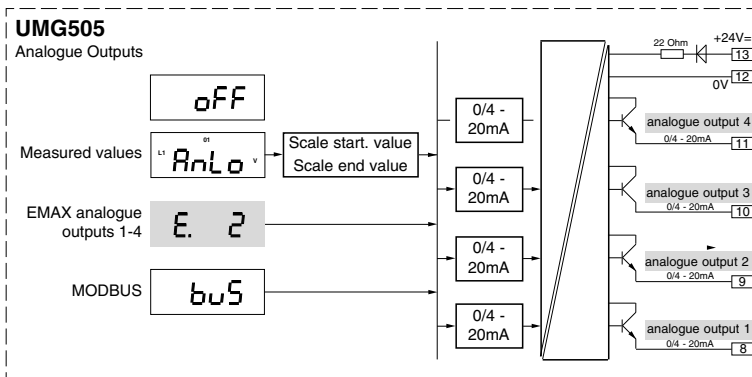 UMG505
Analogue Outputs
oFF
Measured values
L1
01
AnLo
V
Scale start. value
Scale end value
EMAX analogue
outputs 1-4
E. 2
MODBUS
buS
0/4 -
20mA
0/4 -
20mA
0/4 -
20mA
0/4 -
20mA
22 Ohm
+24V=
13
12
0V
analogue output 4
0/4 - 20mA
11
analogue output 3
0/4 - 20mA
10
analogue output 2
0/4 - 20mA
9
analogue output 1
0/4 - 20mA
8